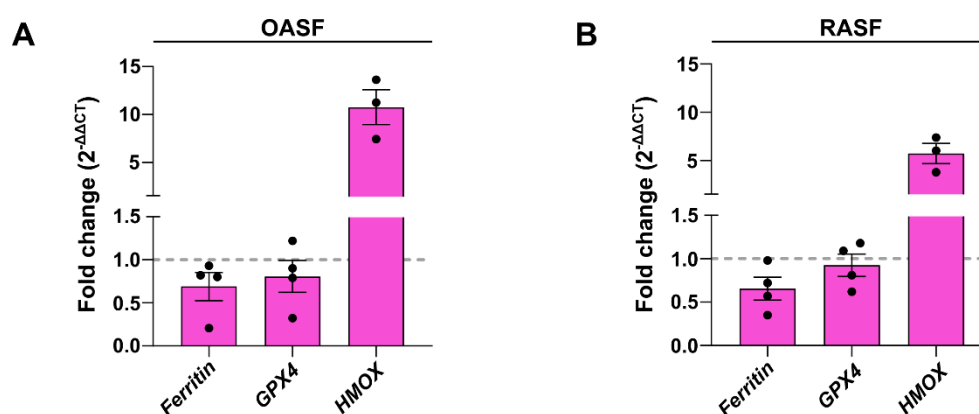 A
OASF
Fold change (2^-ΔΔCT)
15
10
5
1.5
1.0
0.5
0.0
Ferritin
GPX4
HMOX
B
RASF
Fold change (2^-ΔΔCT)
15
10
5
1.5
1.0
0.5
0.0
Ferritin
GPX4
HMOX